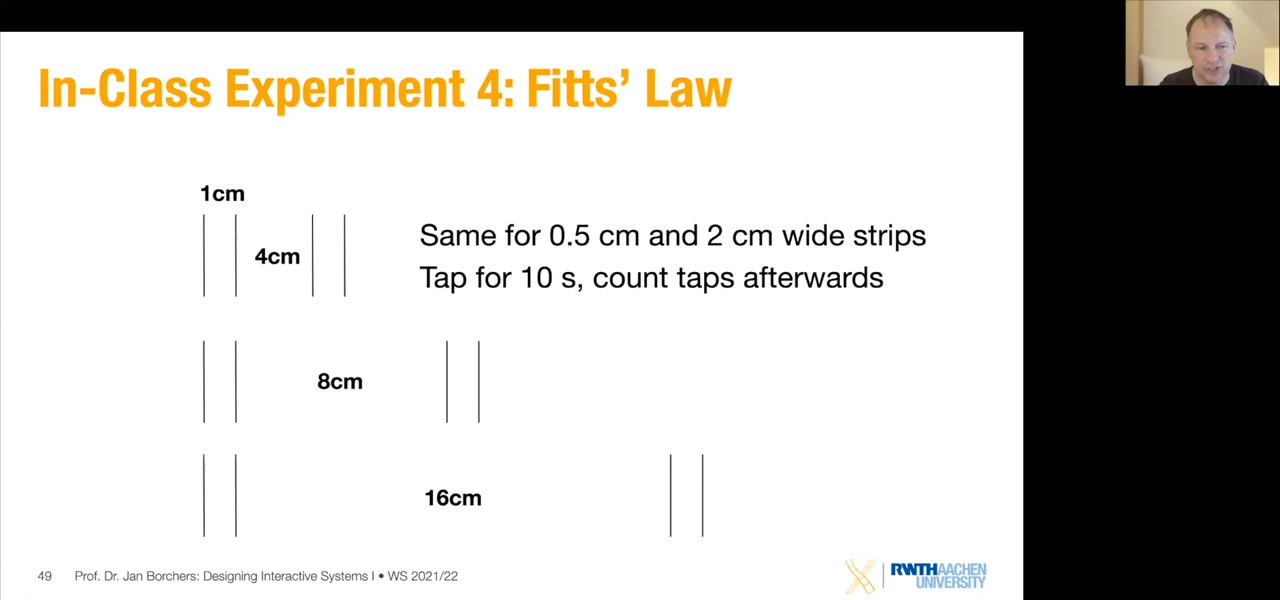 In-Class Experiment 4: Fitts’ Law
1cm
4cm
Same for 0.5 cm and 2 cm wide strips
Tap for 10 s, count taps afterwards
8cm
16cm
49 Prof. Dr. Jan Borchers: Designing Interactive Systems I • WS 2021/22
RWTH AACHEN
UNIVERSITY